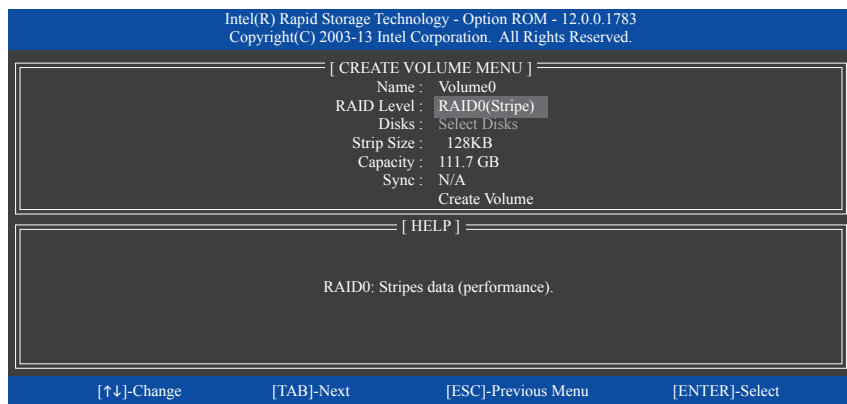 Intel(R) Rapid Storage Technology - Option ROM - 12.0.0.1783
Copyright(C) 2003-13 Intel Corporation. All Rights Reserved.
[ CREATE VOLUME MENU ]
Name : Volume0
RAID Level : RAID0(Stripe)
Disks : Select Disks
Strip Size : 128KB
Capacity : 111.7 GB
Sync : N/A
Create Volume
[ HELP ]
RAID0: Stripes data (performance).
[↑↓]-Change [TAB]-Next [ESC]-Previous Menu [ENTER]-Select